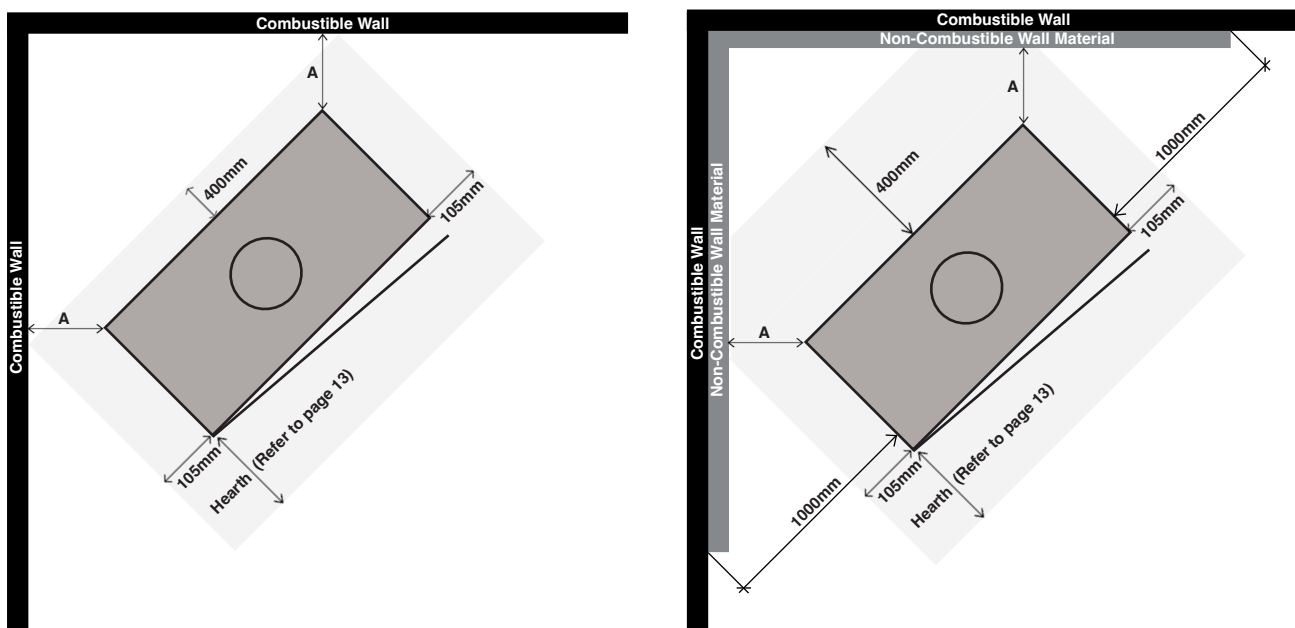 Combustible Wall
A
400mm
105mm
Combustible Wall
A
105mm
Hearth (Refer to page 13)
Combustible Wall
Non-Combustible Wall Material
A
1000mm
400mm
105mm
Combustible Wall
Non-Combustible Wall Material
A
105mm
Hearth (Refer to page 13)
1000mm